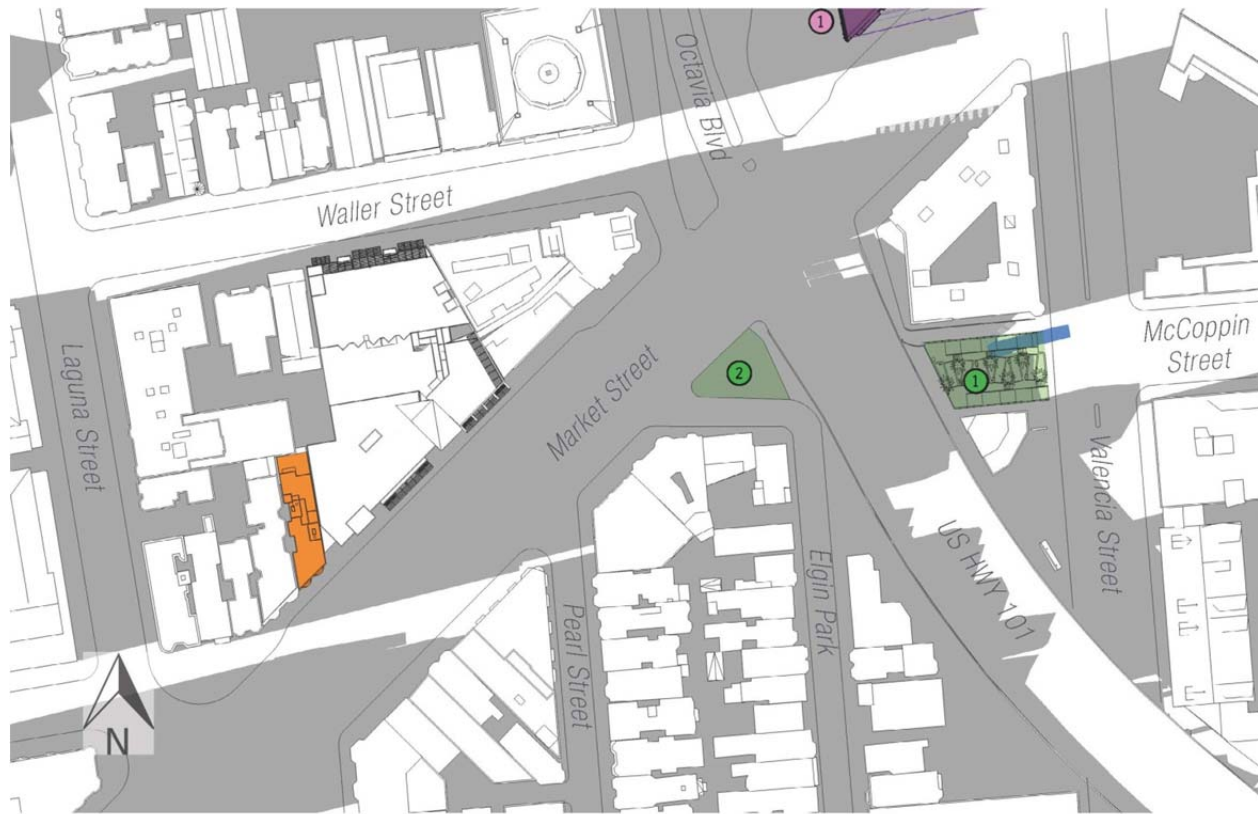 1
Octavia Blvd
Waller Street
McCoppin
Street
Laguna Street
Market Street
2
1
Valencia Street
US HWY 101
Elgin Park
Pearl Street
N